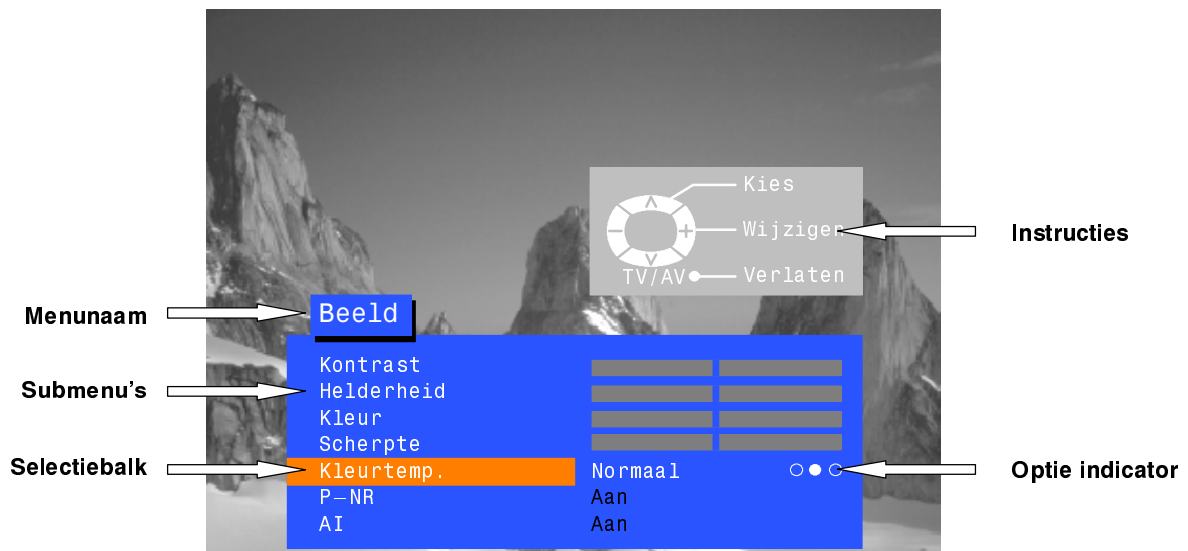 Kies
Wijzigen
TV/AV Verlaten
Instructies
Menunaam
Beeld
Kontrast
Submenu's
Helderheid
Kleur
Scherpte
Selectiebalk
Kleurtemp. Normaal
Optie indicator
P–NR Aan
AI Aan